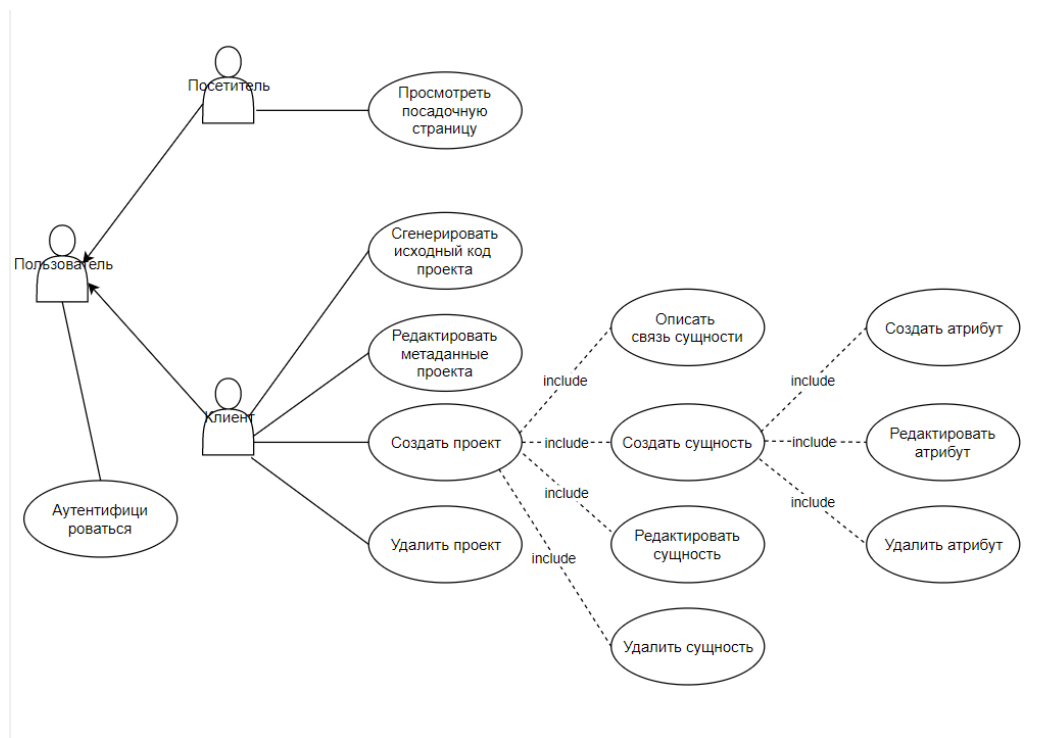 Посетитель
Просмотреть
посадочную
страницу
Пользователь
Сгенерировать
исходный код
проекта
Редактировать
метаданные
проекта
Клиент
Создать проект
Удалить проект
Аутентифици
роваться
include
include
include
include
Описать
связь сущности
Создать сущность
Редактировать
сущность
Удалить сущность
include
include
include
Создать атрибут
Редактировать
атрибут
Удалить атрибут